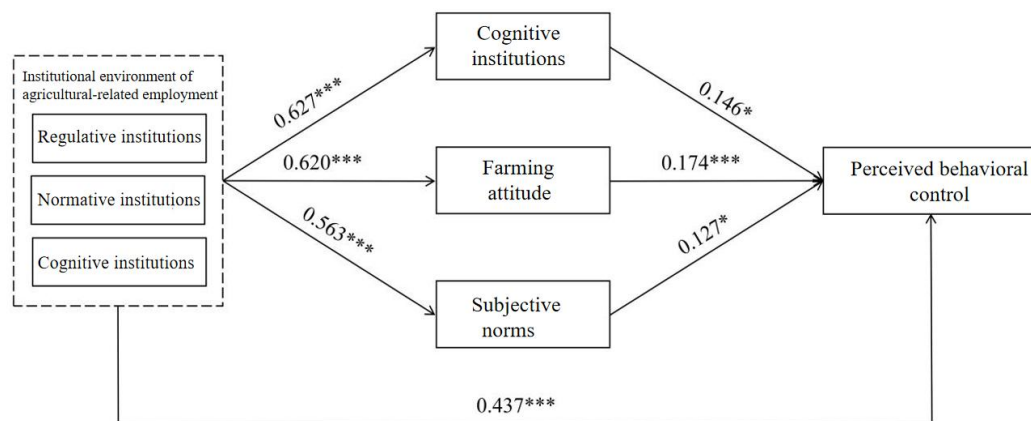 Institutional environment of
agricultural-related employment
Regulative institutions
Normative institutions
Cognitive institutions
0.627***
0.620***
0.563***
Cognitive
institutions
Farming
attitude
Subjective
norms
0.146*
0.174***
0.127*
Perceived behavioral
control
0.437***